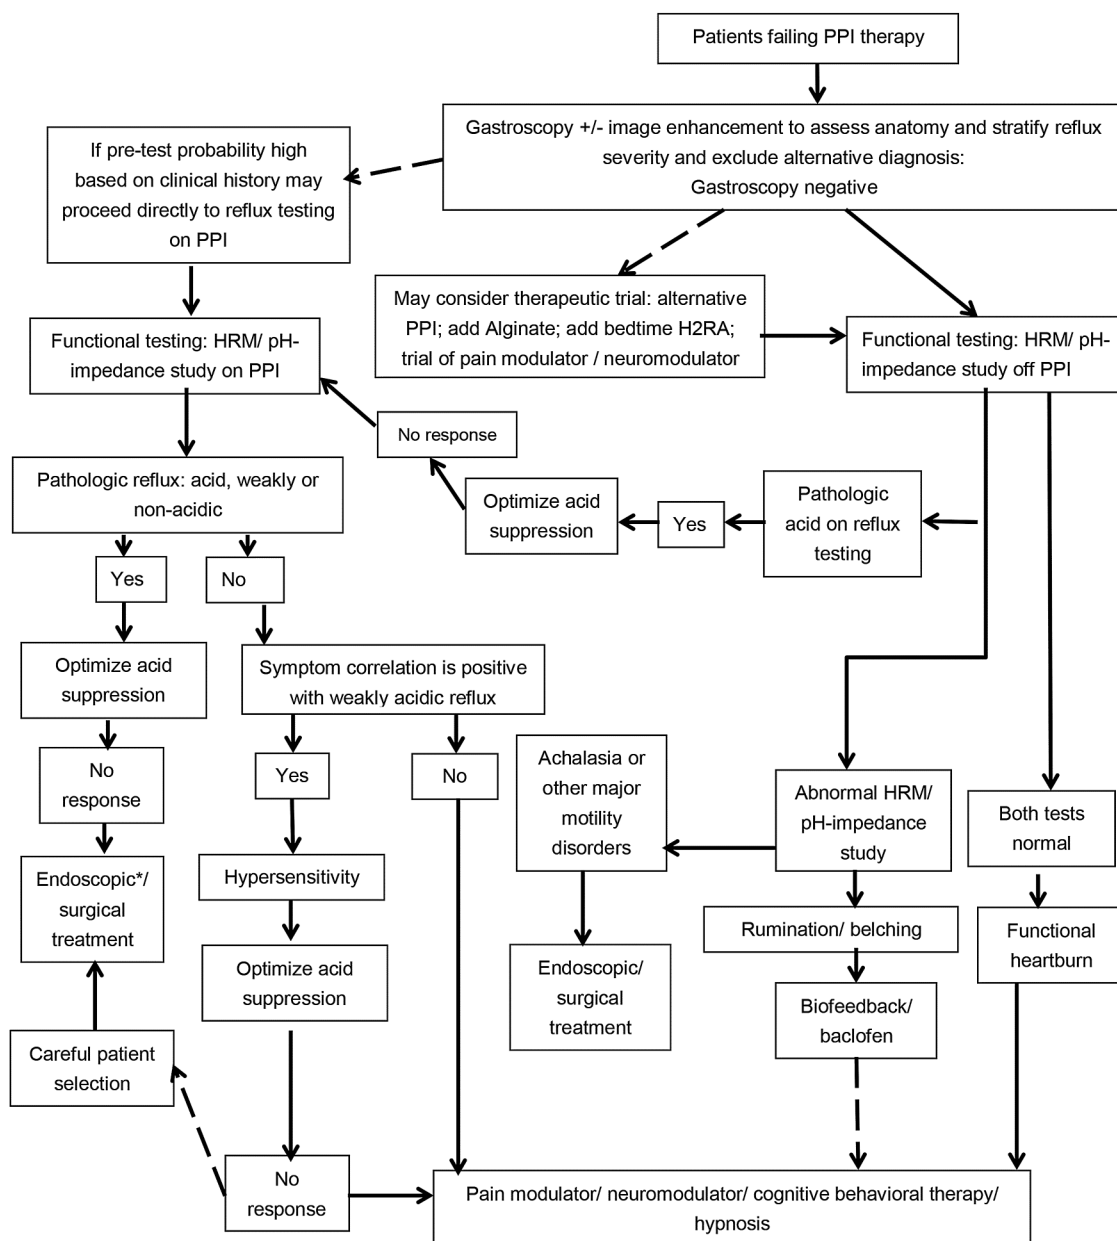 Patients failing PPI therapy
Gastroscopy +/- image enhancement to assess anatomy and stratify reflux
severity and exclude alternative diagnosis:
Gastroscopy negative
If pre-test probability high
based on clinical history may
proceed directly to reflux testing
on PPI
May consider therapeutic trial: alternative
PPI; add Alginate; add bedtime H2RA;
trial of pain modulator / neuromodulator
Functional testing: HRM/ pH-
impedance study on PPI
Functional testing: HRM/ pH-
impedance study off PPI
No response
Pathologic reflux: acid, weakly or
non-acidic
Optimize acid
suppression
Yes
Pathologic
acid on reflux
testing
Yes
No
Optimize acid
suppression
Symptom correlation is positive
with weakly acidic reflux
No
response
Yes
No
Achalasia or
other major
motility
disorders
Abnormal HRM/
pH-impedance
study
Both tests
normal
Endoscopic*/
surgical
treatment
Hypersensitivity
Rumination/ belching
Functional
heartburn
Optimize acid
suppression
Endoscopic/
surgical
treatment
Biofeedback/
baclofen
Careful patient
selection
No
response
Pain modulator/ neuromodulator/ cognitive behavioral therapy/
hypnosis